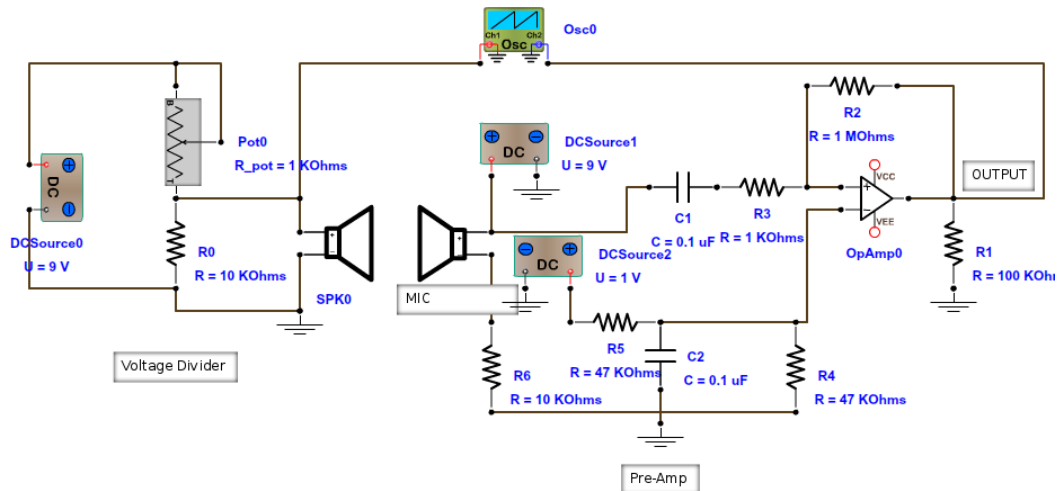 Ch1 Ch2
Osc
Osc0
B
T
Pot0
R_pot = 1 KOhms
DC
DCSource0
U = 9 V
R0
R = 10 KOhms
SPK0
Voltage Divider
DC
DCSource1
U = 9 V
MIC
DC
DCSource2
U = 1 V
C1
C = 0.1 uF
R3
R = 1 KOhms
R2
R = 1 MOhms
VCC
VEE
OpAmp0
OUTPUT
R1
R = 100 KOhm
R5
R = 47 KOhms
C2
C = 0.1 uF
R4
R = 47 KOhms
R6
R = 10 KOhms
Pre-Amp